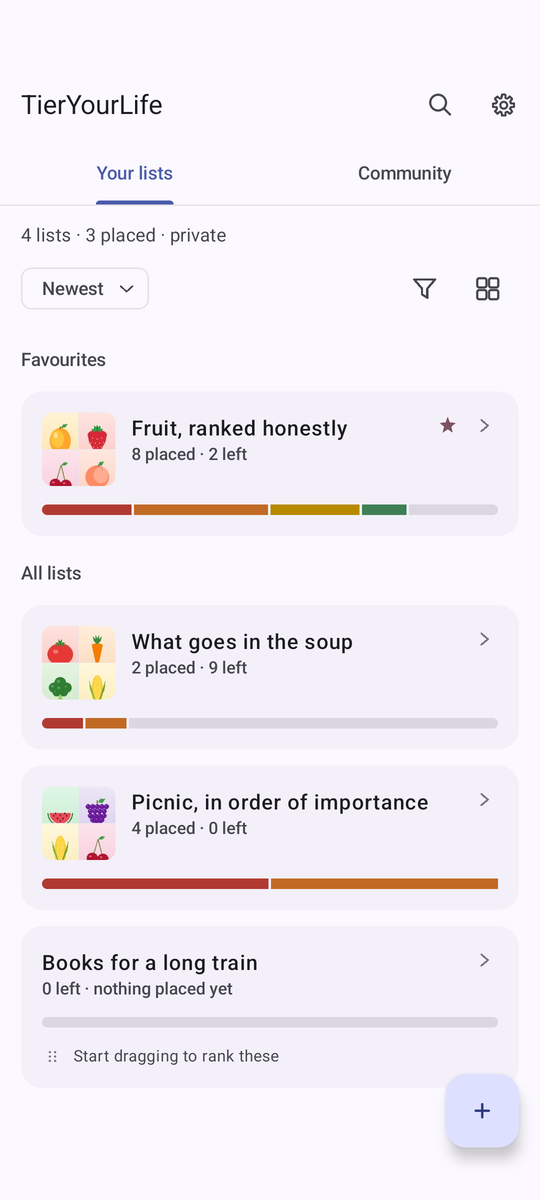 TierYourLife
Your lists
Community
4 lists · 3 placed · private
Newest
Favourites
Fruit, ranked honestly
8 placed · 2 left
All lists
What goes in the soup
2 placed · 9 left
Picnic, in order of importance
4 placed · 0 left
Books for a long train
0 left · nothing placed yet
Start dragging to rank these
+